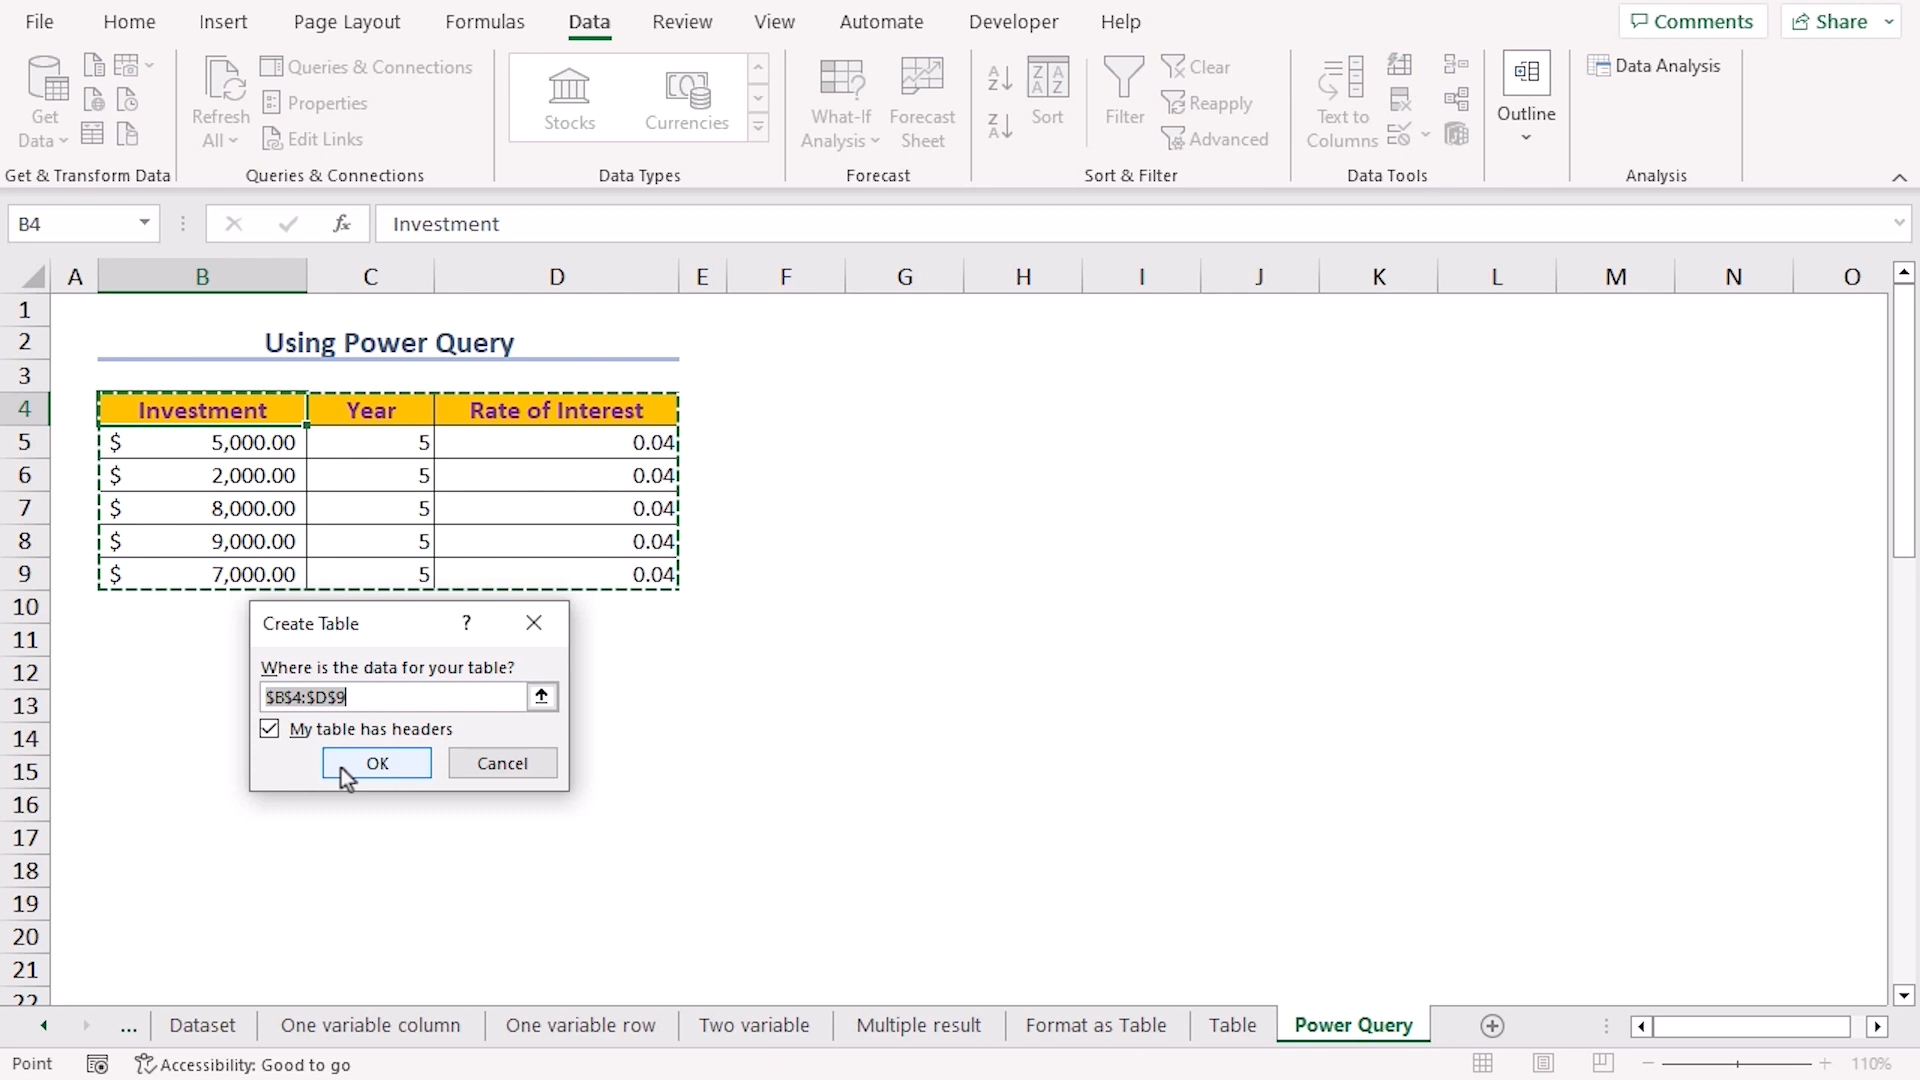 File Home Insert Page Layout Formulas Data Review View Automate Developer Help Comments Share
Get Data
Refresh All
Queries & Connections
Properties
Edit Links
Stocks
Currencies
What-If Analysis
Forecast Sheet
Sort
Filter
Clear
Reapply
Advanced
Text to Columns
Outline
Data Analysis
Get & Transform Data Queries & Connections Data Types Forecast Sort & Filter Data Tools Analysis
B4 fx Investment
A B C D E F G H I J K L M N O
1
2 Using Power Query
3
4 Investment Year Rate of Interest
5 $ 5,000.00 5 0.04
6 $ 2,000.00 5 0.04
7 $ 8,000.00 5 0.04
8 $ 9,000.00 5 0.04
9 $ 7,000.00 5 0.04
10
11
12
13
14
15
16
17
18
19
20
21
22
Create Table ?
Where is the data for your table?
$B$4:$D$9
My table has headers
OK Cancel
... Dataset One variable column One variable row Two variable Multiple result Format as Table Table Power Query
Point Accessibility: Good to go 110%